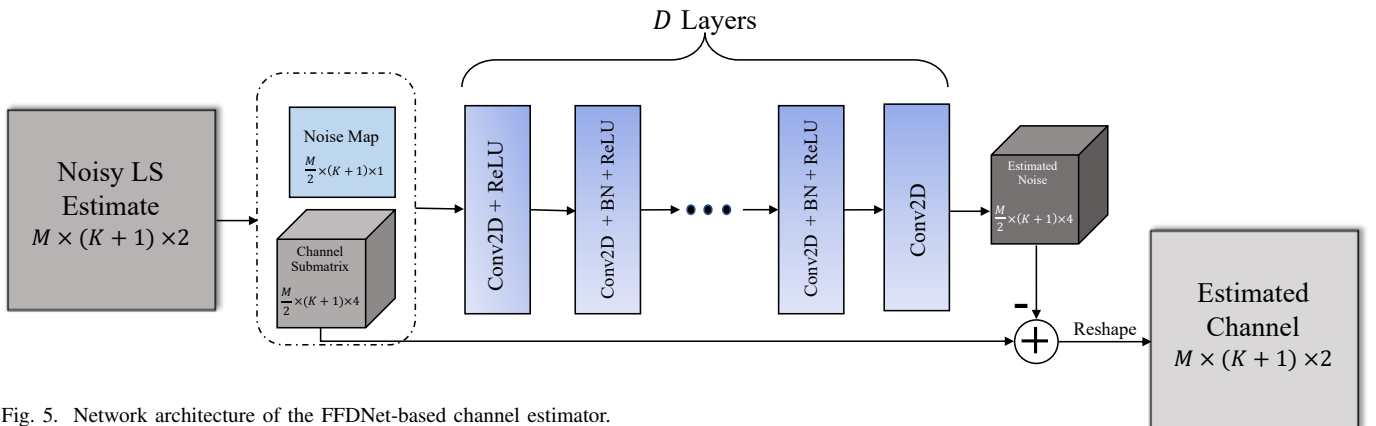 D Layers
Noisy LS
Estimate
M × (K + 1) ×2
Noise Map
M/2 ×(K + 1)×1
Channel
Submatrix
M/2 ×(K + 1)×4
Conv2D + ReLU
Conv2D + BN + ReLU
Conv2D + BN + ReLU
Conv2D
Estimated
Noise
M/2 ×(K + 1)×4
-
+
Reshape
Estimated
Channel
M × (K + 1) ×2
Fig. 5. Network architecture of the FFDNet-based channel estimator.